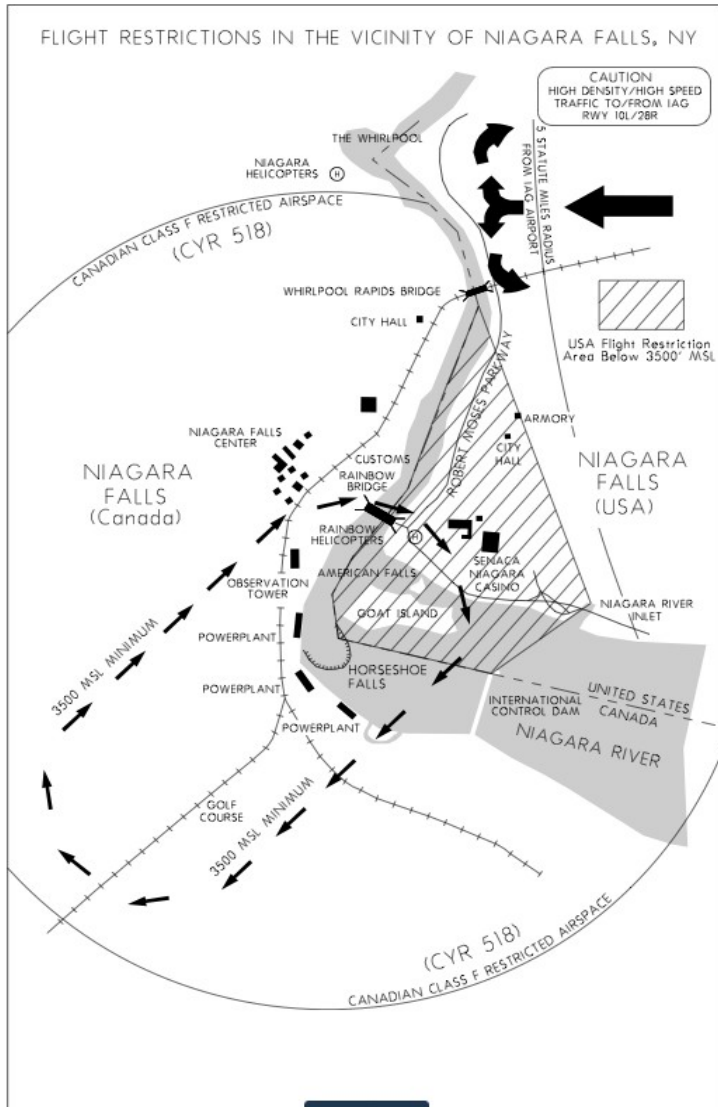 FLIGHT RESTRICTIONS IN THE VICINITY OF NIAGARA FALLS, NY
CAUTION
HIGH DENSITY/HIGH SPEED
TRAFFIC TO/FROM IAG
RWY 10L/28R
THE WHIRLPOOL
NIAGARA
HELICOPTERS
H
5 STATUTE MILES RADIUS
FROM IAG AIRPORT
CANADIAN CLASS F RESTRICTED AIRSPACE
(CYR 518)
WHIRLPOOL RAPIDS BRIDGE
CITY HALL
USA Flight Restriction
Area Below 3500' MSL
ROBERT MOSES PARKWAY
ARMORY
CITY
HALL
NIAGARA FALLS
CENTER
CUSTOMS
RAINBOW
BRIDGE
NIAGARA
FALLS
(Canada)
NIAGARA
FALLS
(USA)
RAINBOW
HELICOPTERS
H
SENACA
NIAGARA
CASINO
AMERICAN FALLS
OBSERVATION
TOWER
GOAT ISLAND
NIAGARA RIVER
INLET
POWERPLANT
3500 MSL MINIMUM
HORSESHOE
FALLS
POWERPLANT
UNITED STATES
CANADA
INTERNATIONAL
CONTROL DAM
POWERPLANT
NIAGARA RIVER
GOLF
COURSE
3500 MSL MINIMUM
(CYR 518)
CANADIAN CLASS F RESTRICTED AIRSPACE